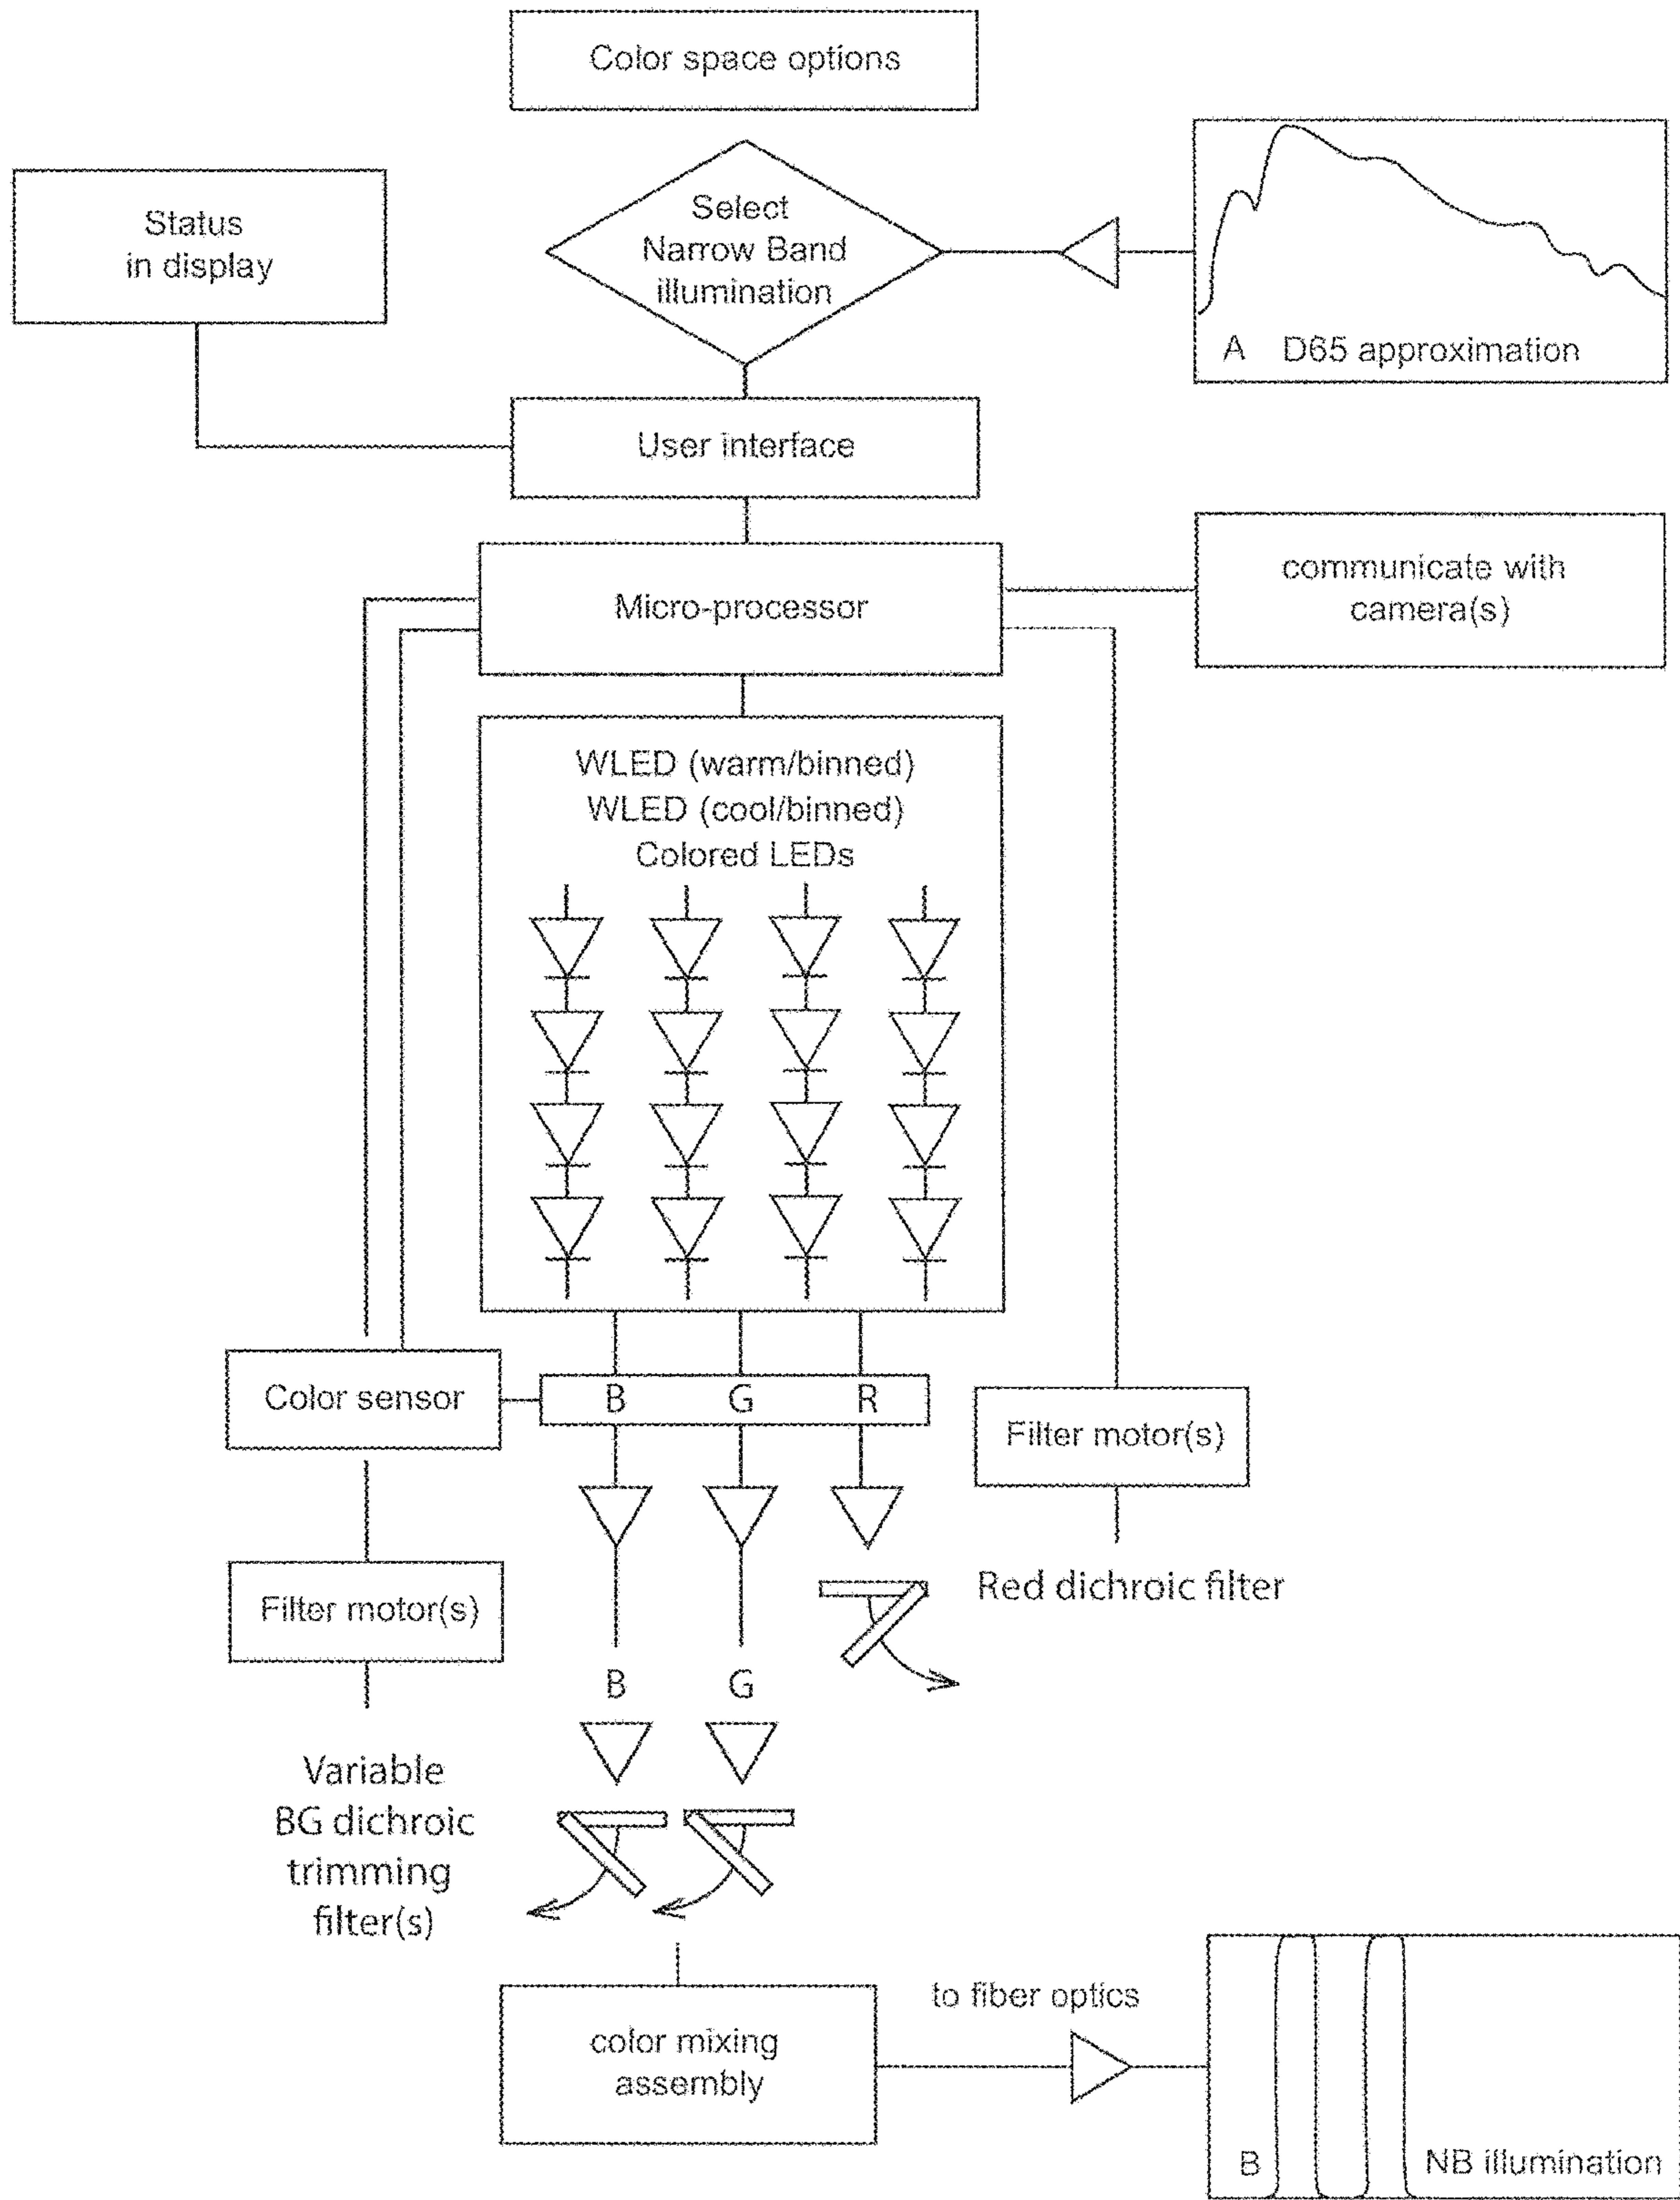 Color space options
Status
in display
Select
Narrow Band
illumination
A D65 approximation
User interface
Micro-processor
communicate with
camera(s)
WLED (warm/binned)
WLED (cool/binned)
Colored LEDs
Color sensor
B G R
Filter motor(s)
Filter motor(s)
Red dichroic filter
B G
Variable
BG dichroic
trimming
filter(s)
to fiber optics
color mixing
assembly
B NB illumination